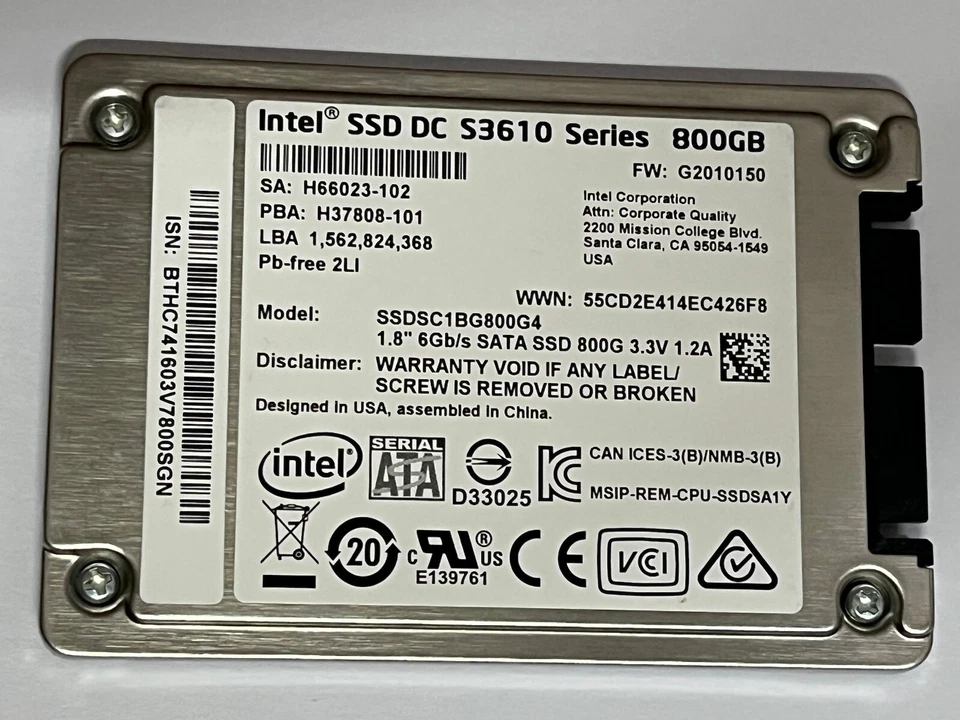 Intel® SSD DC S3610 Series 800GB
FW: G2010150
SA: H66023-102
PBA: H37808-101
LBA 1,562,824,368
Pb-free 2LI
Intel Corporation
Attn: Corporate Quality
2200 Mission College Blvd.
Santa Clara, CA 95054-1549
USA
WWN: 55CD2E414EC426F8
Model: SSDSC1BG800G4
1.8" 6Gb/s SATA SSD 800G 3.3V 1.2A
Disclaimer: WARRANTY VOID IF ANY LABEL/
SCREW IS REMOVED OR BROKEN
Designed in USA, assembled in China.
intel®
SERIAL
ATA
D33025
CAN ICES-3(B)/NMB-3(B)
MSIP-REM-CPU-SSDSA1Y
20
c RU® US
E139761
CE
VCI
ISN: BTHC741603V7800SGN